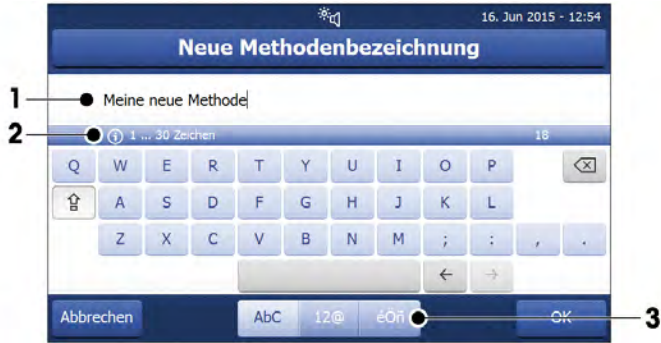 16. Jun 2015 - 12:54
Neue Methodenbezeichnung
1 Meine neue Methode
2 1 ... 30 Zeichen 18
Q W E R T Y U I O P
A S D F G H J K L
Z X C V B N M ; : , .
← →
Abbrechen AbC 12@ éÖñ OK 3